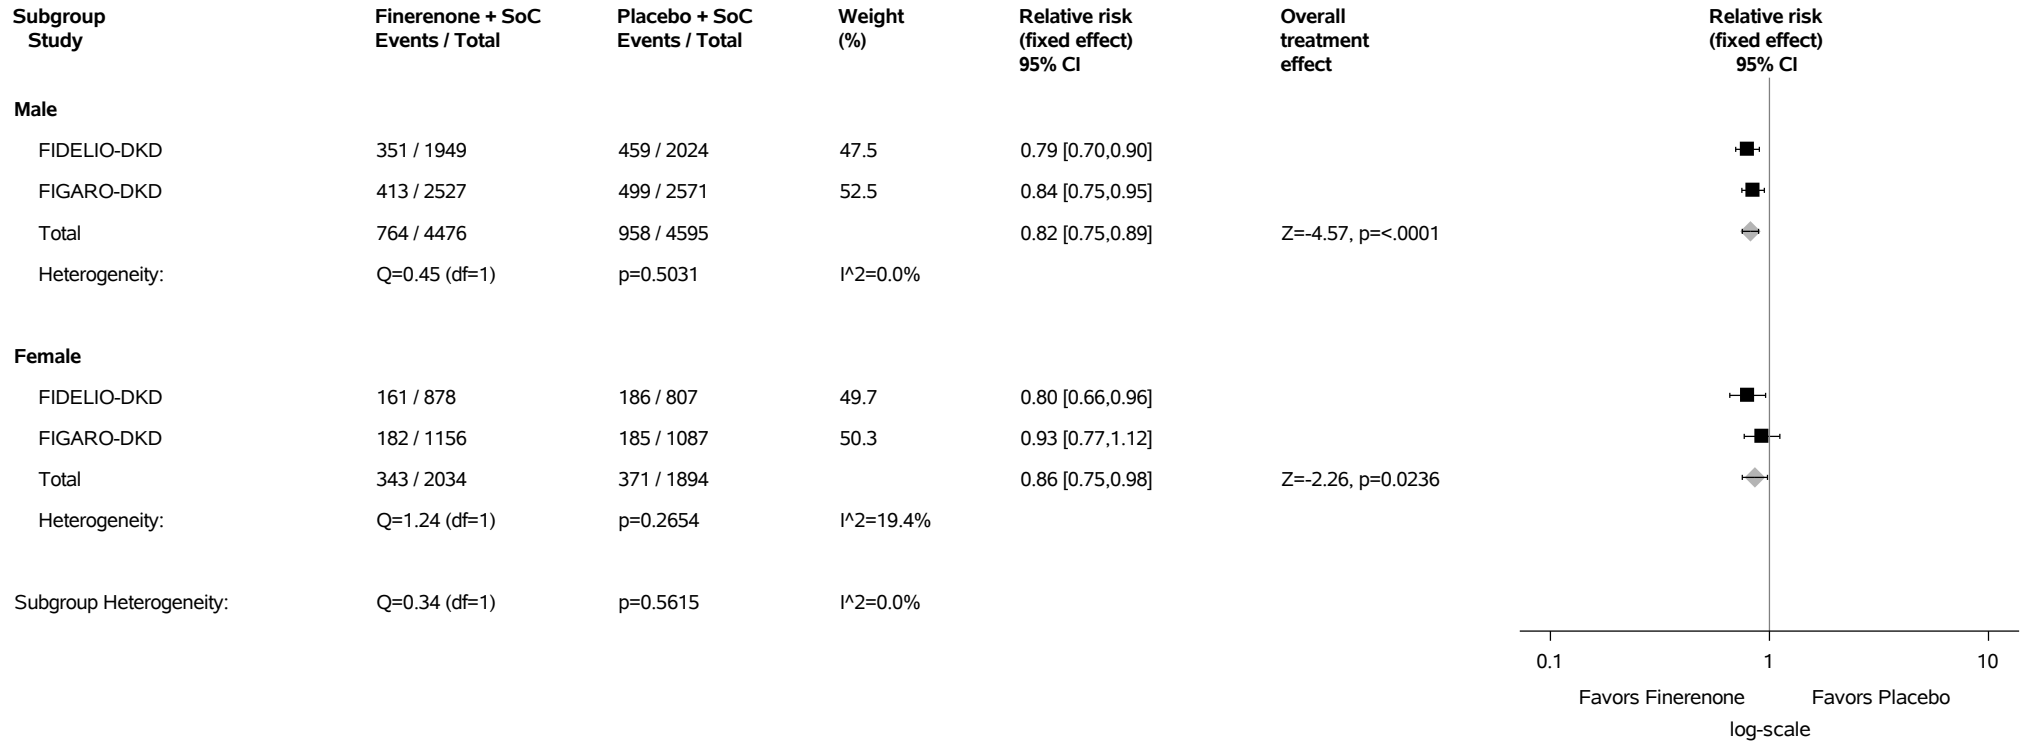 Subgroup Finerenone + SoC Placebo + SoC Weight Relative risk Overall Relative risk
Study Events / Total Events / Total (%) (fixed effect) treatment (fixed effect)
95% CI effect 95% CI
Male
FIDELIO-DKD 351 / 1949 459 / 2024 47.5 0.79 [0.70,0.90]
FIGARO-DKD 413 / 2527 499 / 2571 52.5 0.84 [0.75,0.95]
Total 764 / 4476 958 / 4595 0.82 [0.75,0.89] Z=-4.57, p=<.0001
Heterogeneity: Q=0.45 (df=1) p=0.5031 I^2=0.0%
Female
FIDELIO-DKD 161 / 878 186 / 807 49.7 0.80 [0.66,0.96]
FIGARO-DKD 182 / 1156 185 / 1087 50.3 0.93 [0.77,1.12]
Total 343 / 2034 371 / 1894 0.86 [0.75,0.98] Z=-2.26, p=0.0236
Heterogeneity: Q=1.24 (df=1) p=0.2654 I^2=19.4%
Subgroup Heterogeneity: Q=0.34 (df=1) p=0.5615 I^2=0.0%
0.1 1 10
Favors Finerenone Favors Placebo
log-scale